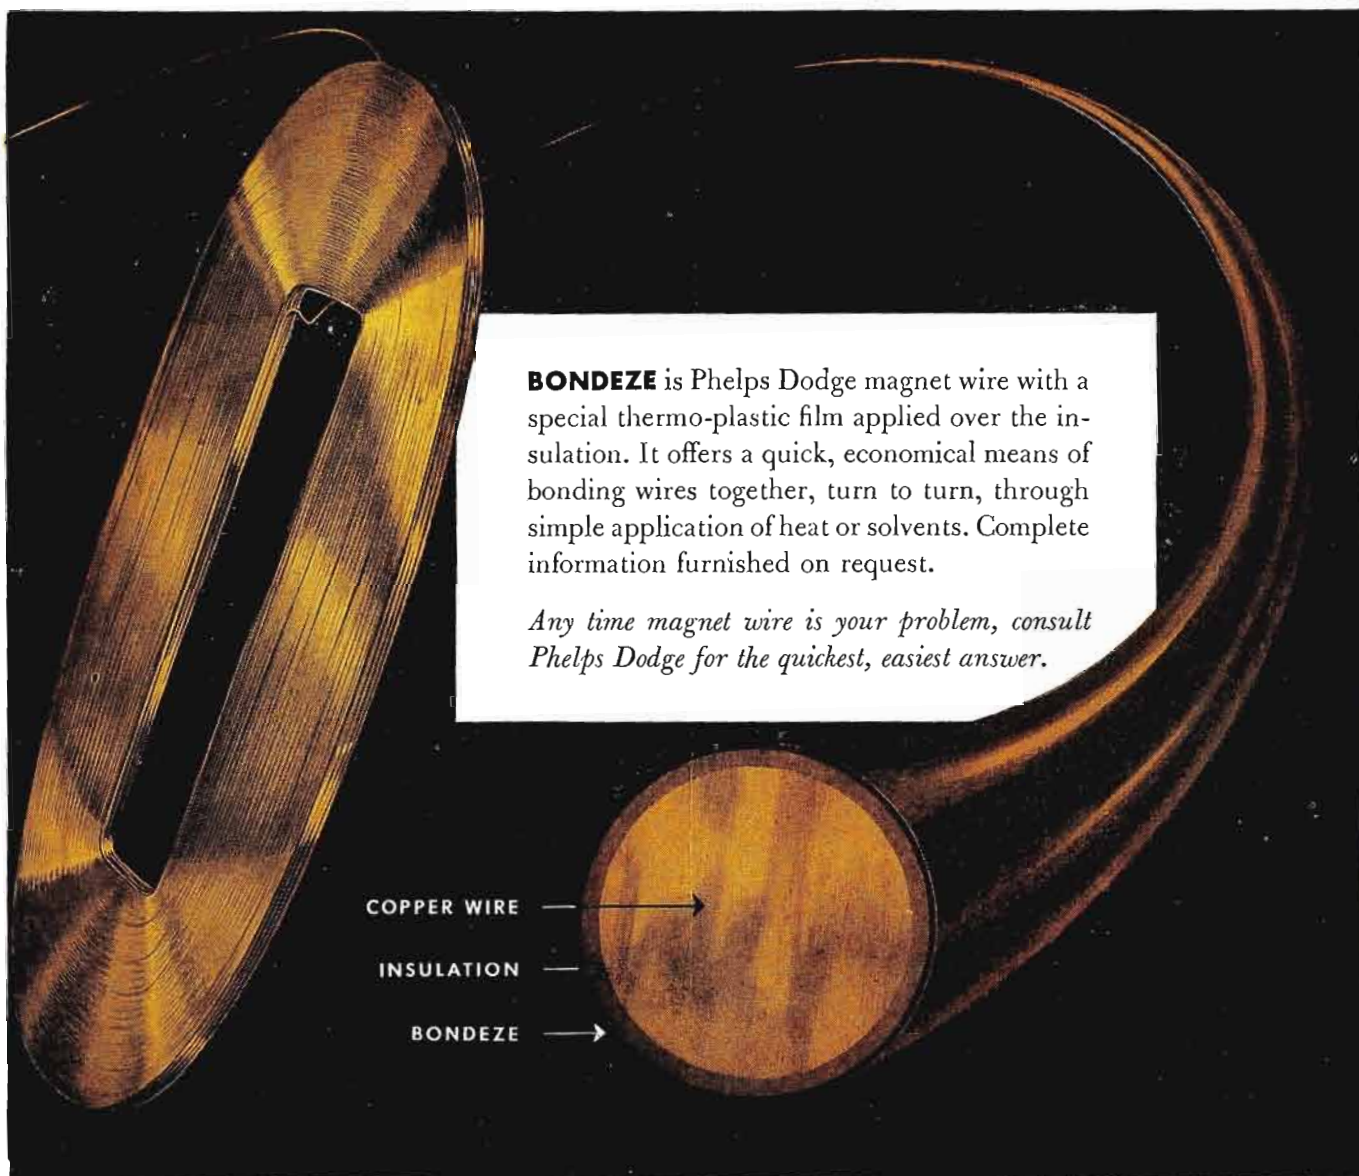 BONDEZE is Phelps Dodge magnet wire with a
special thermo-plastic film applied over the in-
sulation. It offers a quick, economical means of
bonding wires together, turn to turn, through
simple application of heat or solvents. Complete
information furnished on request.
Any time magnet wire is your problem, consult
Phelps Dodge for the quickest, easiest answer.
COPPER WIRE
INSULATION
BONDEZE